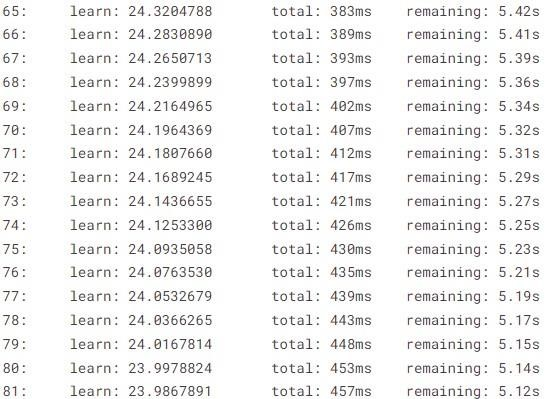 65: learn: 24.3204788 total: 383ms remaining: 5.42s
66: learn: 24.2830890 total: 389ms remaining: 5.41s
67: learn: 24.2650713 total: 393ms remaining: 5.39s
68: learn: 24.2399899 total: 397ms remaining: 5.36s
69: learn: 24.2164965 total: 402ms remaining: 5.34s
70: learn: 24.1964369 total: 407ms remaining: 5.32s
71: learn: 24.1807660 total: 412ms remaining: 5.31s
72: learn: 24.1689245 total: 417ms remaining: 5.29s
73: learn: 24.1436655 total: 421ms remaining: 5.27s
74: learn: 24.1253300 total: 426ms remaining: 5.25s
75: learn: 24.0935058 total: 430ms remaining: 5.23s
76: learn: 24.0763530 total: 435ms remaining: 5.21s
77: learn: 24.0532679 total: 439ms remaining: 5.19s
78: learn: 24.0366265 total: 443ms remaining: 5.17s
79: learn: 24.0167814 total: 448ms remaining: 5.15s
80: learn: 23.9978824 total: 453ms remaining: 5.14s
81: learn: 23.9867891 total: 457ms remaining: 5.12s